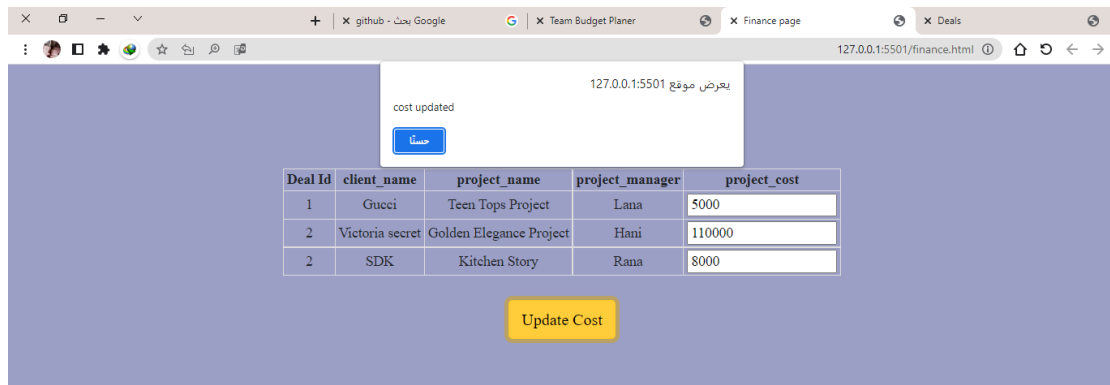 github - بحث Google
Team Budget Planer
Finance page
Deals
127.0.0.1:5501/finance.html
يعرض موقع 127.0.0.1:5501
cost updated
حسنًا
Deal Id client_name project_name project_manager project_cost
1 Gucci Teen Tops Project Lana 5000
2 Victoria secret Golden Elegance Project Hani 110000
2 SDK Kitchen Story Rana 8000
Update Cost